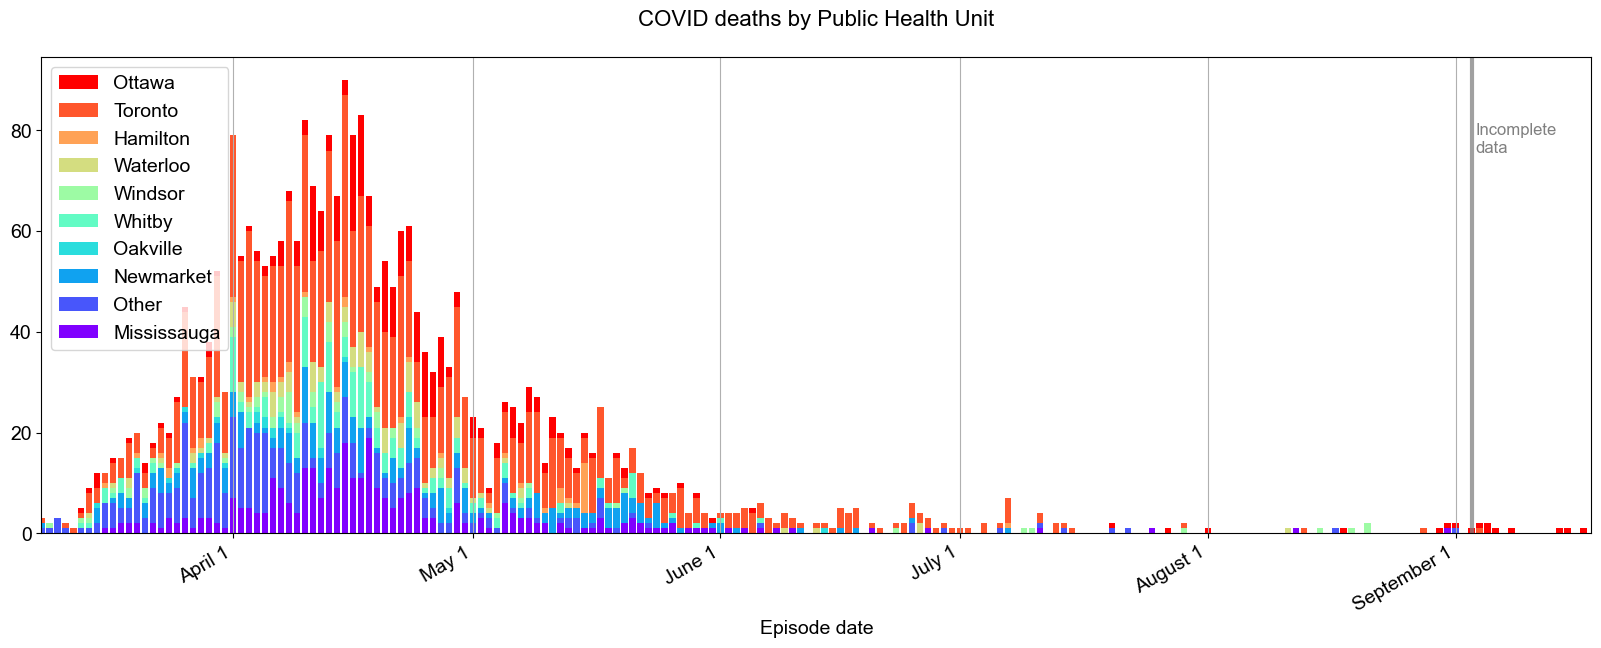 COVID deaths by Public Health Unit
Ottawa
Toronto
Hamilton
Waterloo
Windsor
Whitby
Oakville
Newmarket
Other
Mississauga
80
60
40
20
0
Incomplete
data
April 1
May 1
June 1
July 1
August 1
September 1
Episode date